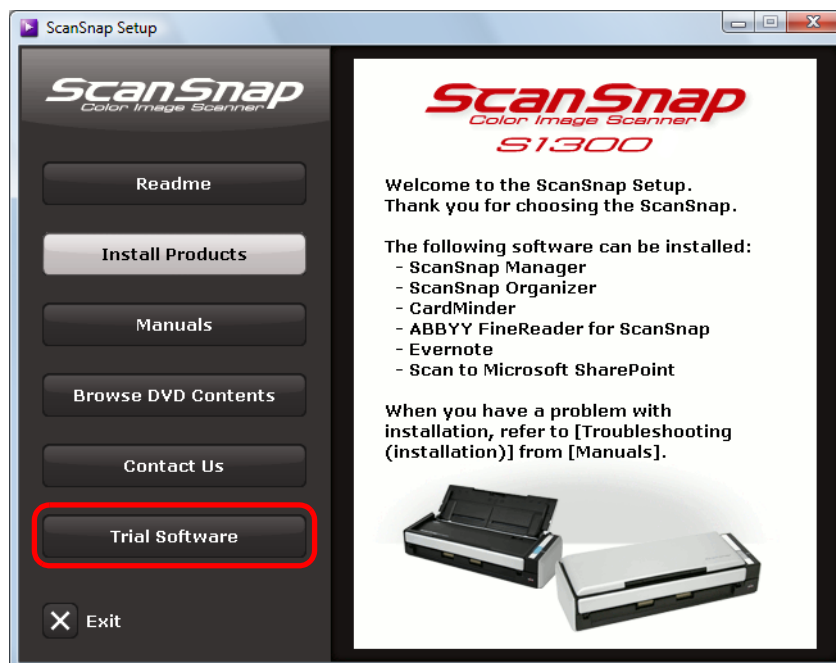 ScanSnap Setup
ScanSnap
Color Image Scanner
Readme
Install Products
Manuals
Browse DVD Contents
Contact Us
Trial Software
Exit
ScanSnap
Color Image Scanner
S1300
Welcome to the ScanSnap Setup.
Thank you for choosing the ScanSnap.
The following software can be installed:
- ScanSnap Manager
- ScanSnap Organizer
- CardMinder
- ABBYY FineReader for ScanSnap
- Evernote
- Scan to Microsoft SharePoint
When you have a problem with
installation, refer to [Troubleshooting
(installation)] from [Manuals].